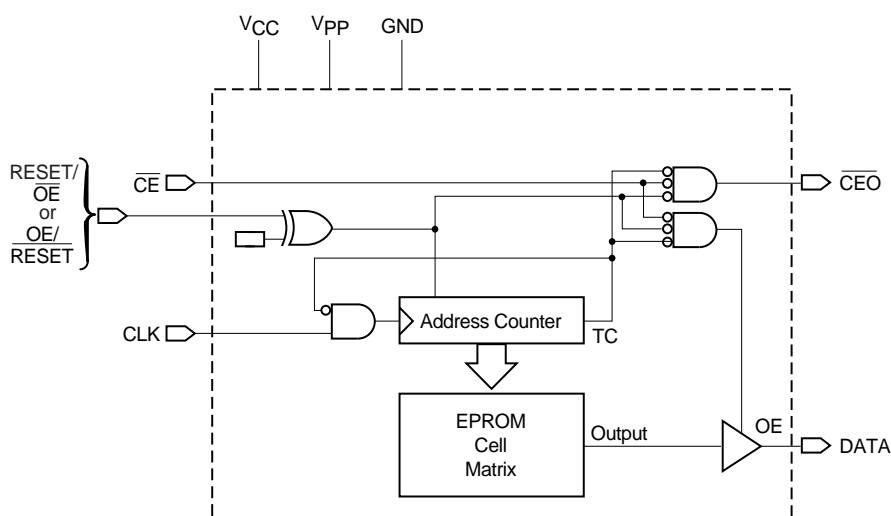 VCC VPP GND
RESET/
OE
or
OE/
RESET
CE
CEO
CLK
Address Counter
TC
EPROM
Cell
Matrix
Output
OE
DATA